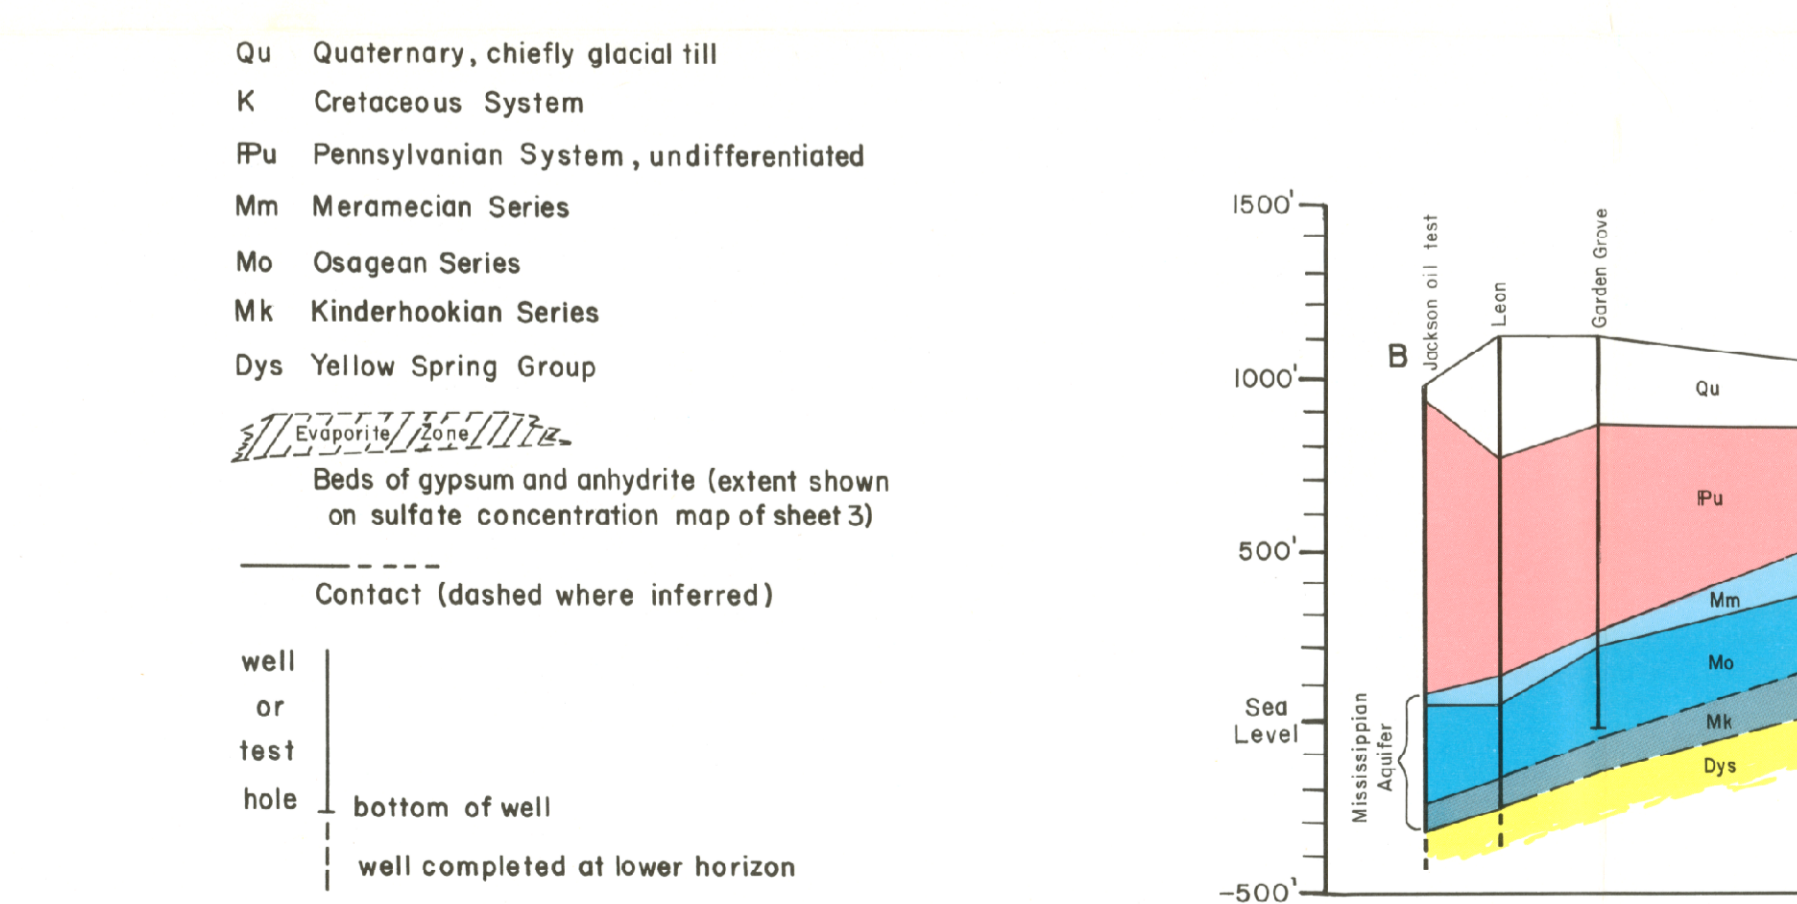 Qu Quaternary, chiefly glacial till
K Cretaceous System
ℙu Pennsylvanian System, undifferentiated
Mm Meramecian Series
Mo Osagean Series
Mk Kinderhookian Series
Dys Yellow Spring Group
Evaporite Zone
Beds of gypsum and anhydrite (extent shown
on sulfate concentration map of sheet 3)
Contact (dashed where inferred)
well
or
test
hole
bottom of well
well completed at lower horizon
1500'
1000'
500'
Sea
Level
-500'
B
Jackson oil test
Leon
Garden Grove
Qu
ℙu
Mm
Mo
Mk
Dys
Mississippian
Aquifer